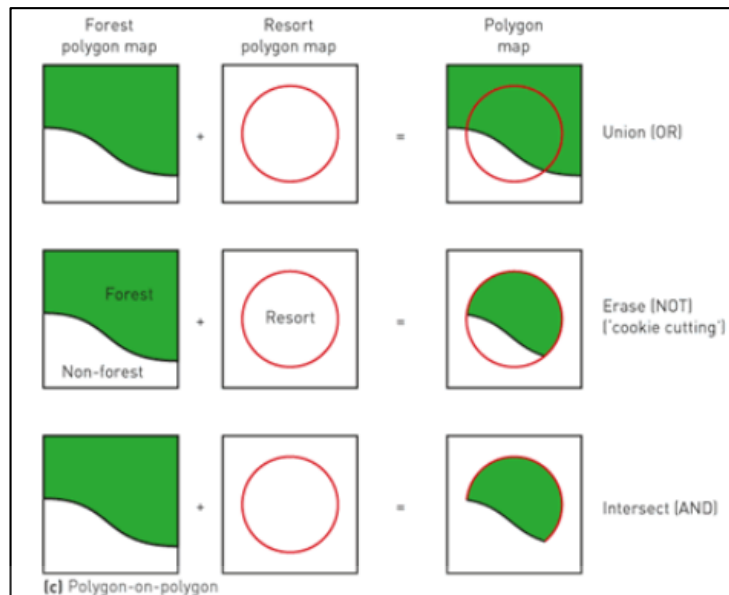 Forest
polygon map
Resort
polygon map
Polygon
map
+
=
Union (OR)
Forest
Non-forest
+
Resort
=
Erase (NOT)
('cookie cutting')
+
=
Intersect (AND)
(c) Polygon-on-polygon